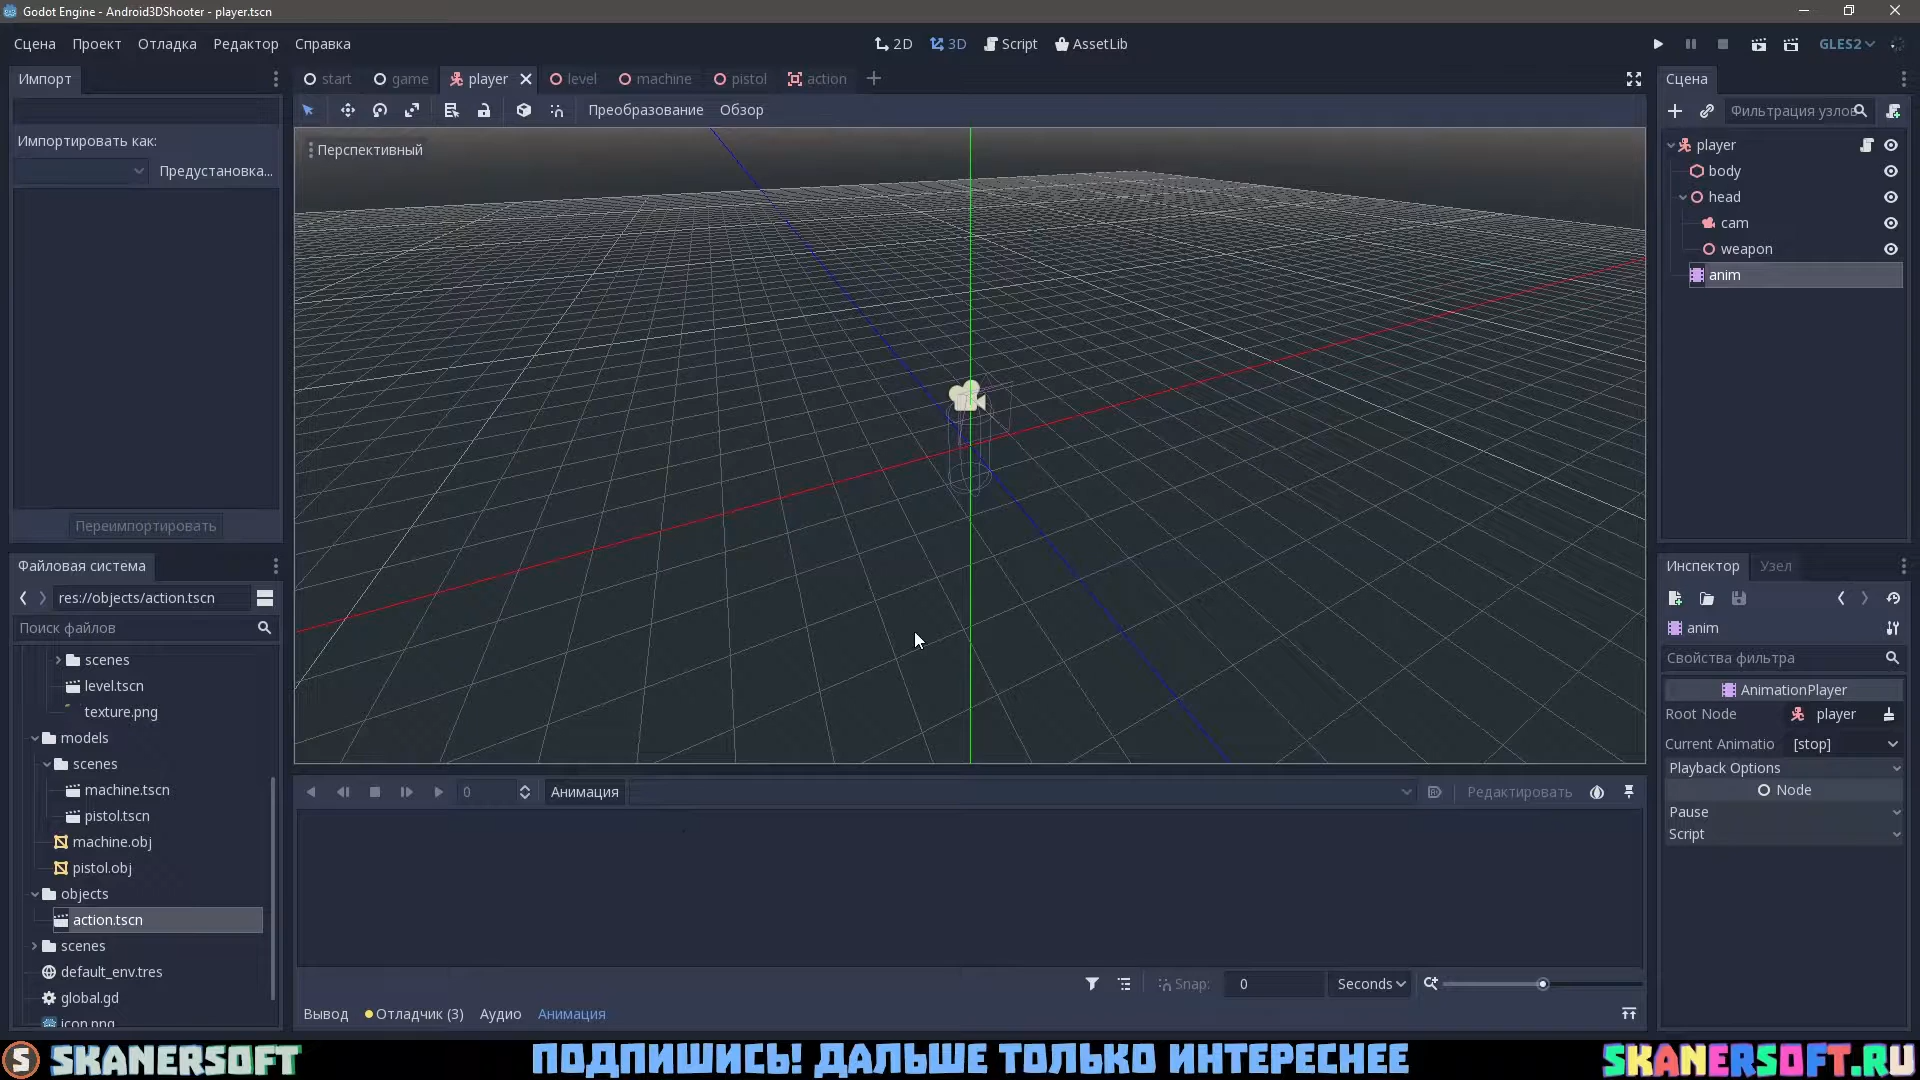 Godot Engine - Android3DShooter - player.tscn
Сцена Проект Отладка Редактор Справка
2D 3D Script AssetLib
GLES2
Импорт
Импортировать как:
Предустановка...
Переимпортировать
start game player level machine pistol action
Преобразование Обзор
Перспективный
Файловая система
res://objects/action.tscn
Поиск файлов
scenes
level.tscn
texture.png
models
scenes
machine.tscn
pistol.tscn
machine.obj
pistol.obj
objects
action.tscn
scenes
default_env.tres
global.gd
icon.png
0 Анимация Редактировать
Snap: 0 Seconds
Вывод Отладчик (3) Аудио Анимация
Сцена
Фильтрация узлов
player
body
head
cam
weapon
anim
Инспектор Узел
anim
Свойства фильтра
AnimationPlayer
Root Node player
Current Animatio [stop]
Playback Options
Node
Pause
Script
S SKANERSOFT ПОДПИШИСЬ! ДАЛЬШЕ ТОЛЬКО ИНТЕРЕСНЕЕ SKANERSOFT.RU